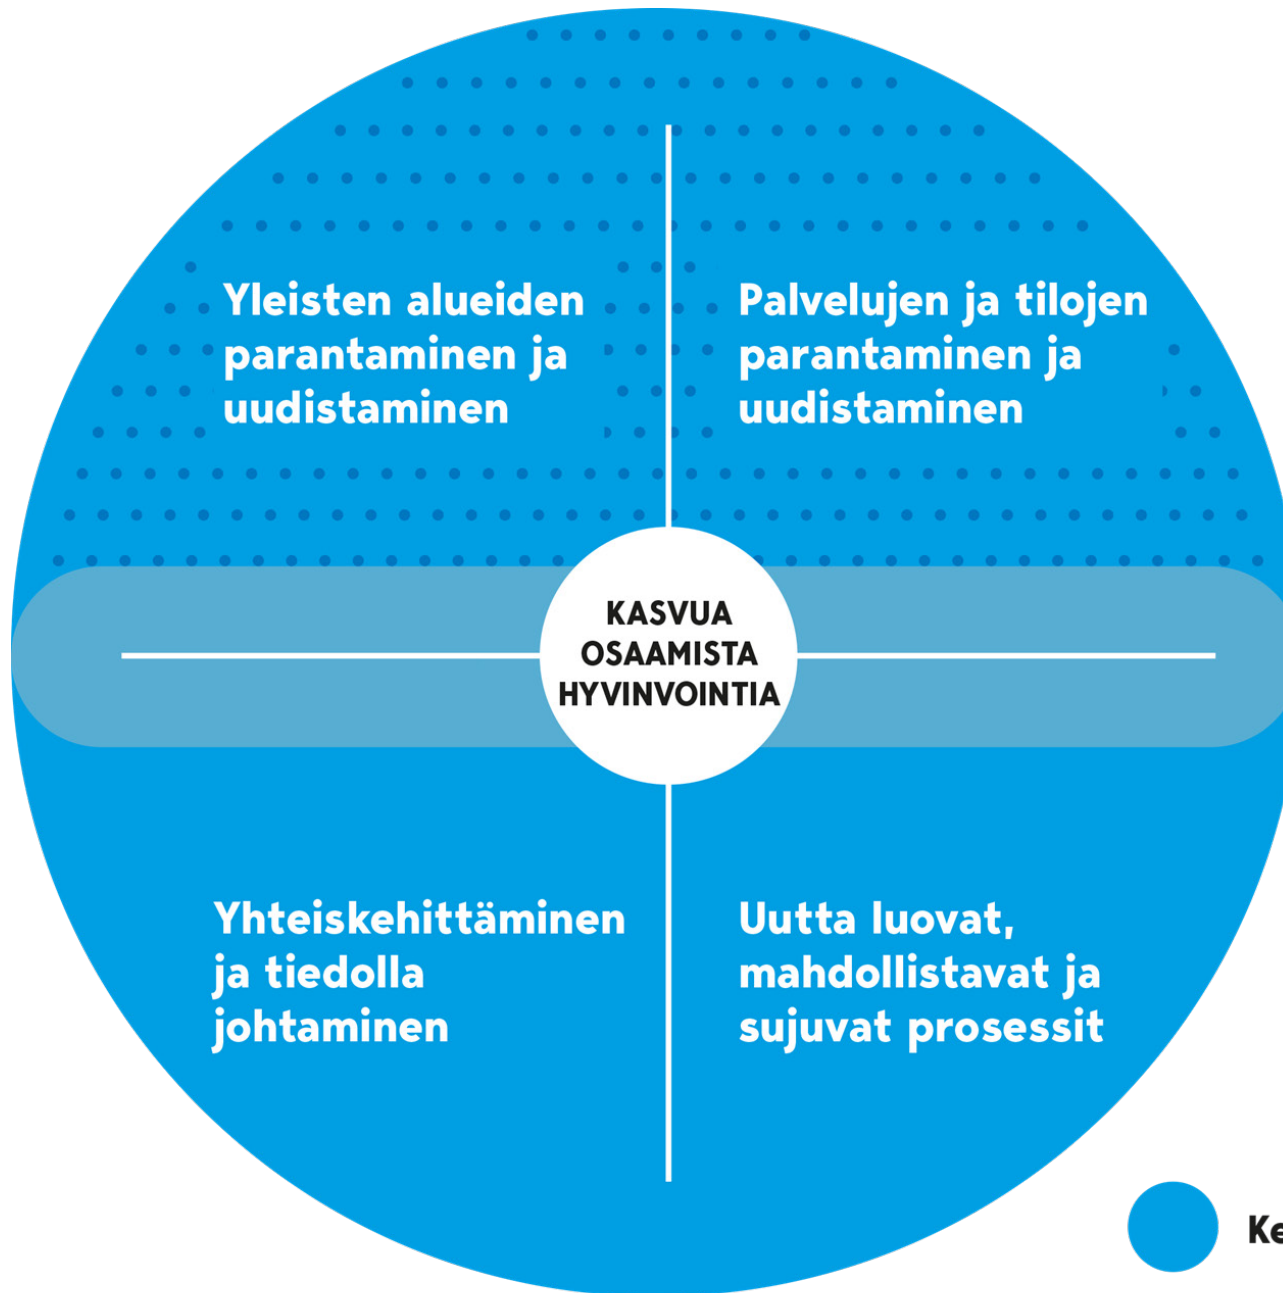 Yleisten alueiden
parantaminen ja
uudistaminen
Palvelujen ja tilojen
parantaminen ja
uudistaminen
KASVUA
OSAAMISTA
HYVINVOINTIA
Yhteiskehittäminen
ja tiedolla
johtaminen
Uutta luovat,
mahdollistavat ja
sujuvat prosessit